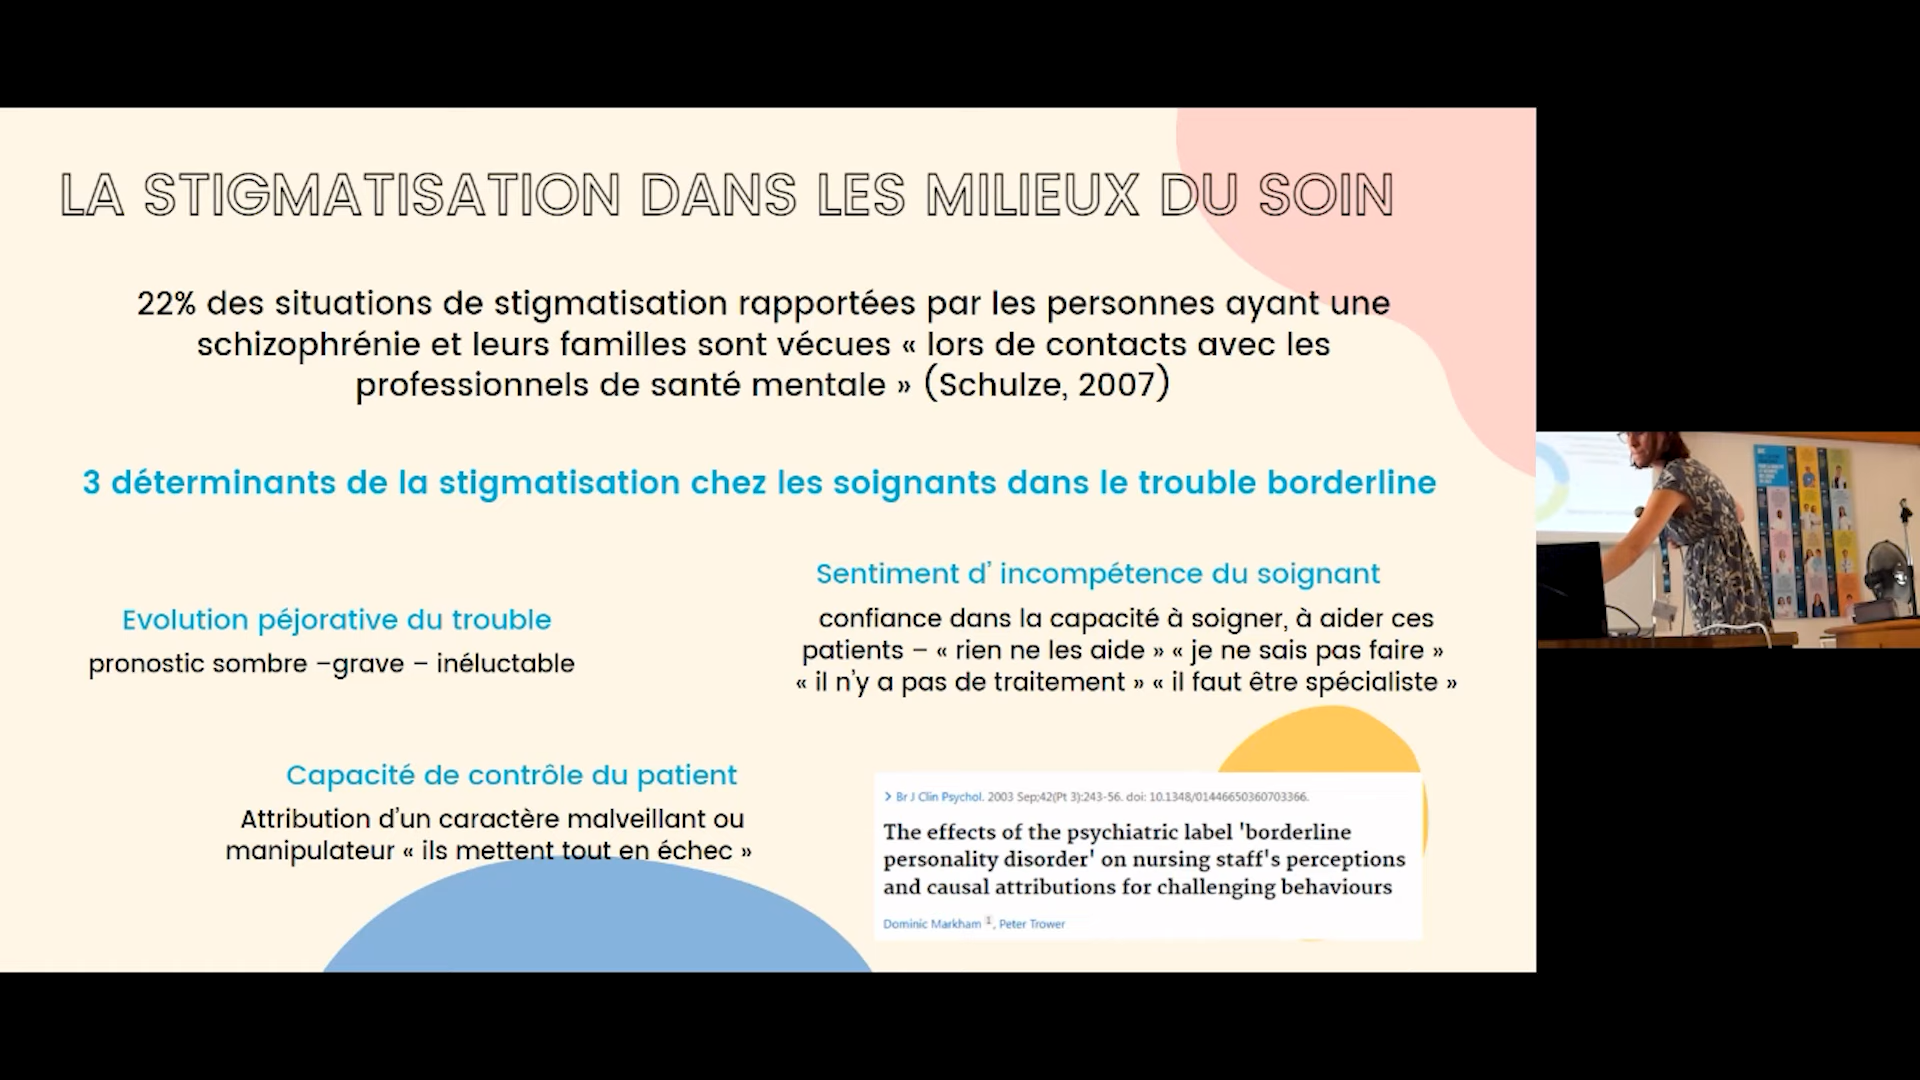 LA STIGMATISATION DANS LES MILIEUX DU SOIN
22% des situations de stigmatisation rapportées par les personnes ayant une
schizophrénie et leurs familles sont vécues « lors de contacts avec les
professionnels de santé mentale » (Schulze, 2007)
3 déterminants de la stigmatisation chez les soignants dans le trouble borderline
Evolution péjorative du trouble
pronostic sombre –grave – inéluctable
Sentiment d’ incompétence du soignant
confiance dans la capacité à soigner, à aider ces
patients – « rien ne les aide » « je ne sais pas faire »
« il n’y a pas de traitement » « il faut être spécialiste »
Capacité de contrôle du patient
Attribution d’un caractère malveillant ou
manipulateur « ils mettent tout en échec »
> Br J Clin Psychol. 2003 Sep;42(Pt 3):243-56. doi: 10.1348/01446650360703366.
The effects of the psychiatric label 'borderline
personality disorder' on nursing staff's perceptions
and causal attributions for challenging behaviours
Dominic Markham 1, Peter Trower